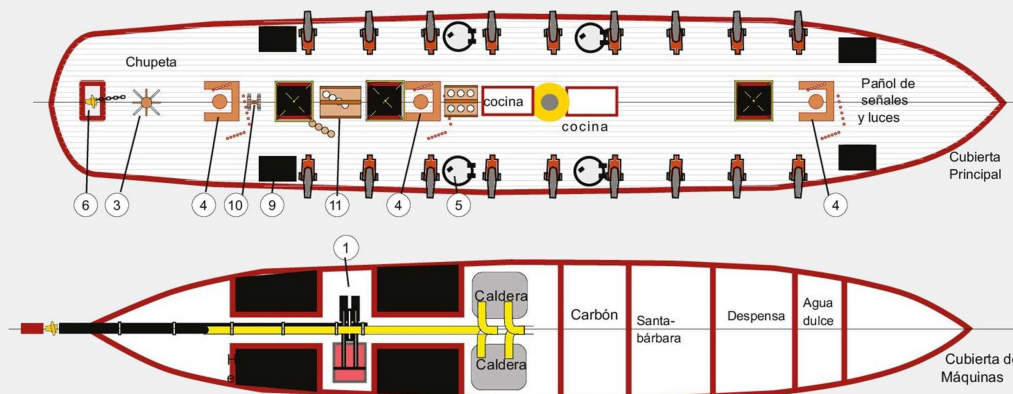 Chupeta
cocina
cocina
Pañol de
señales
y luces
Cubierta
Principal
6
3
4
10
9
11
4
5
4
1
Caldera
Caldera
Carbón
Santa-
bárbara
Despensa
Agua
dulce
Cubierta de
Máquinas